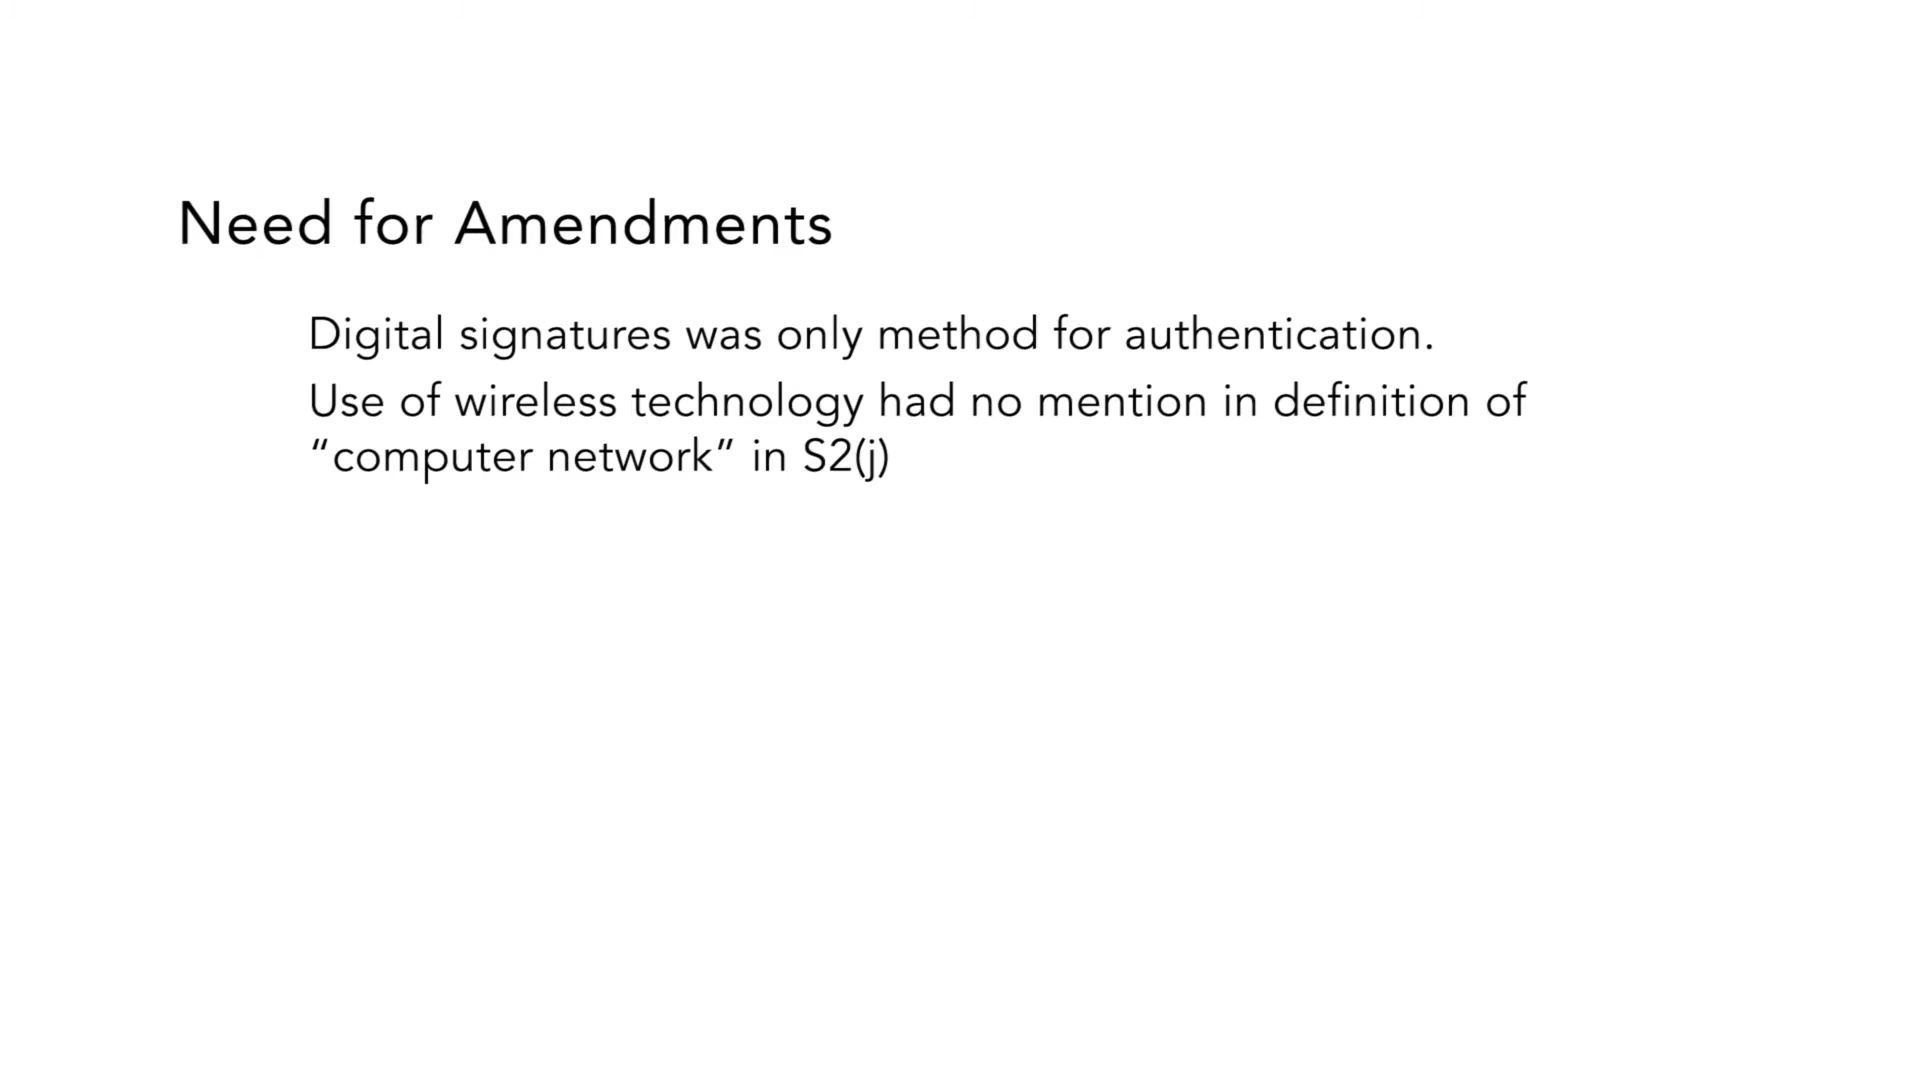 Need for Amendments
Digital signatures was only method for authentication.
Use of wireless technology had no mention in definition of
“computer network” in S2(j)